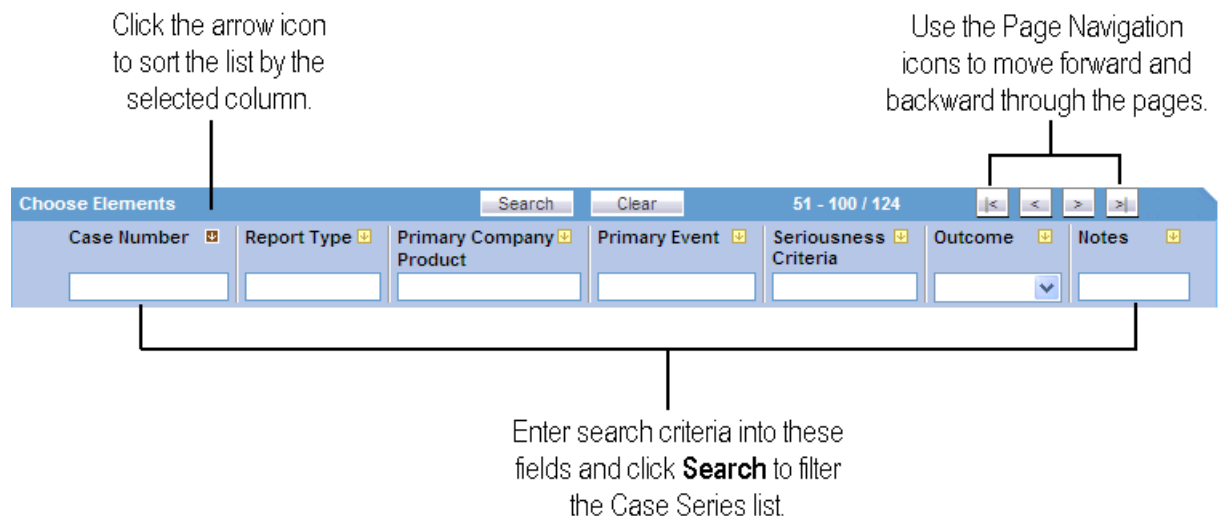 Click the arrow icon
to sort the list by the
selected column.
Use the Page Navigation
icons to move forward and
backward through the pages.
Choose Elements Search Clear 51 - 100 / 124 |< < > >|
Case Number Report Type Primary Company Primary Event Seriousness Outcome Notes
Product Criteria
Enter search criteria into these
fields and click Search to filter
the Case Series list.